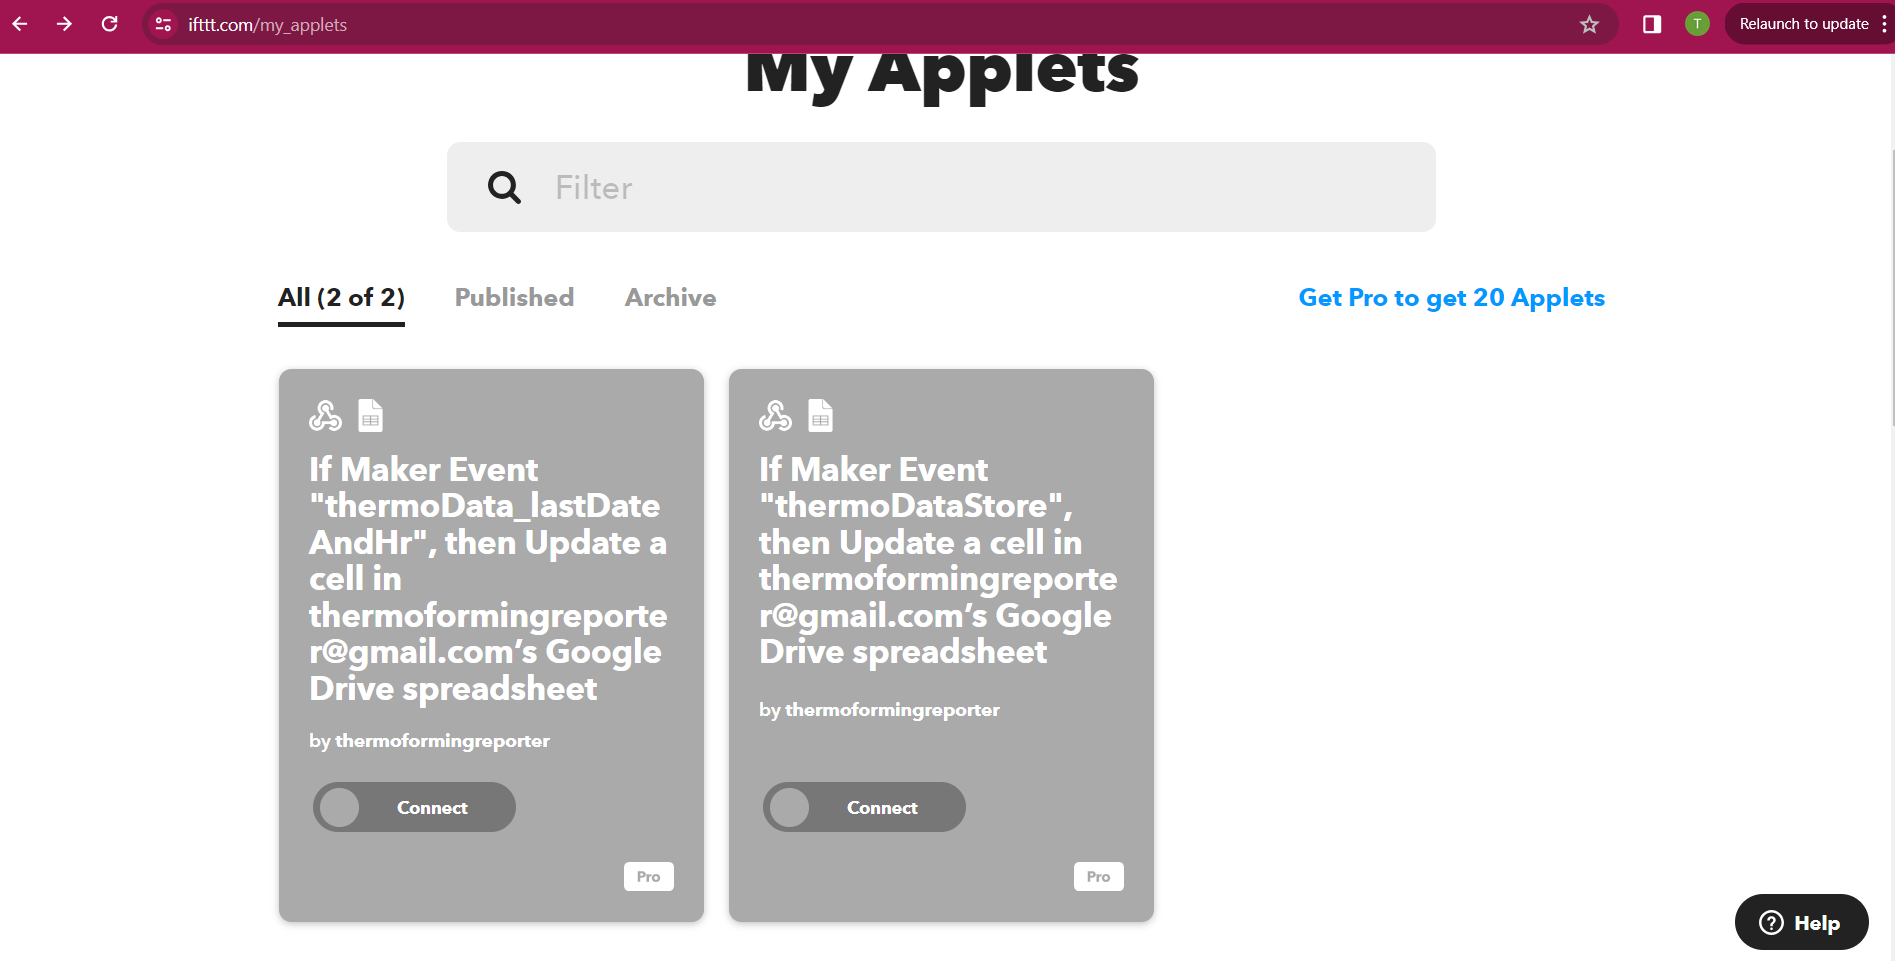 ifttt.com/my_applets
T
Relaunch to update
My Applets
Filter
All (2 of 2)
Published
Archive
Get Pro to get 20 Applets
If Maker Event
"thermoData_lastDate
AndHr", then Update a
cell in
thermoformingreporte
r@gmail.com’s Google
Drive spreadsheet
by thermoformingreporter
Connect
Pro
If Maker Event
"thermoDataStore",
then Update a cell in
thermoformingreporte
r@gmail.com’s Google
Drive spreadsheet
by thermoformingreporter
Connect
Pro
Help